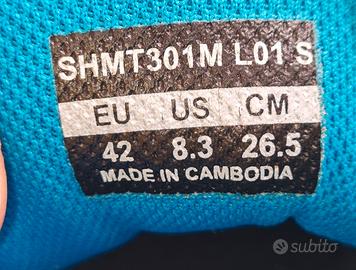 SHMT301M L01 S
EU US CM
42 8.3 26.5
MADE IN CAMBODIA
subito